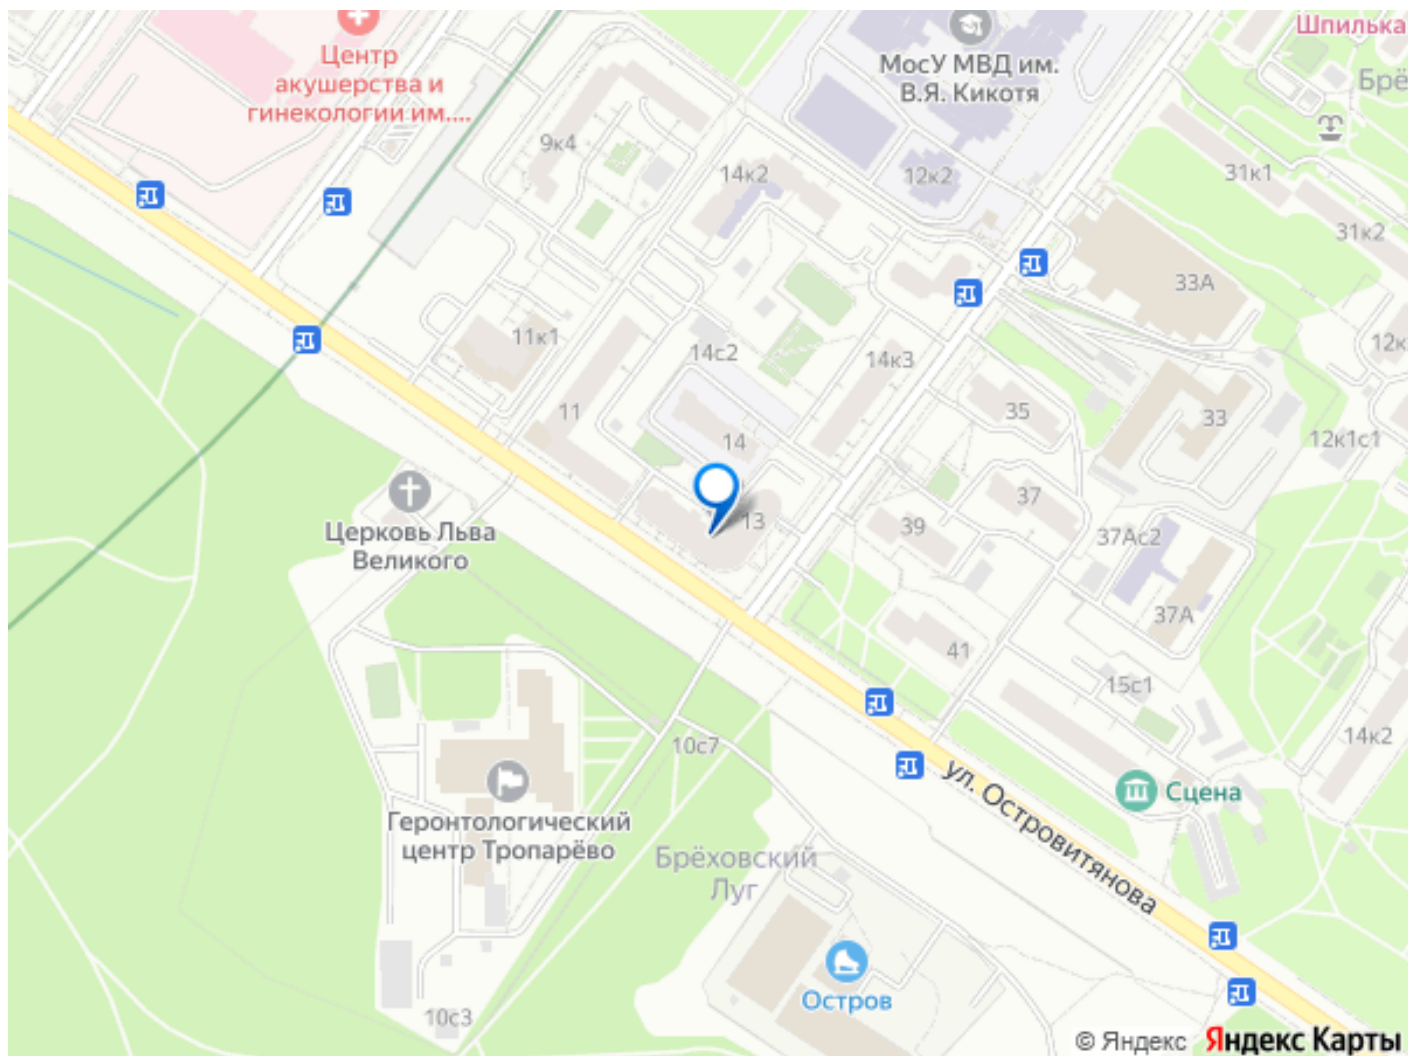 Шпилька
Центр
акушерства и
гинекологии им....
МосУ МВД им.
В.Я. Кикотя
Брё
9к4
14к2
12к2
31к1
31к2
33А
11к1
14с2
14к3
12к
11
14
35
33
12к1с1
13
39
37
37Ас2
Церковь Льва
Великого
41
37А
15с1
10с7
14к2
ул. Островитянова
Сцена
Геронтологический
центр Тропарёво
Брёховский
Луг
Остров
10с3
© Яндекс Яндекс Карты